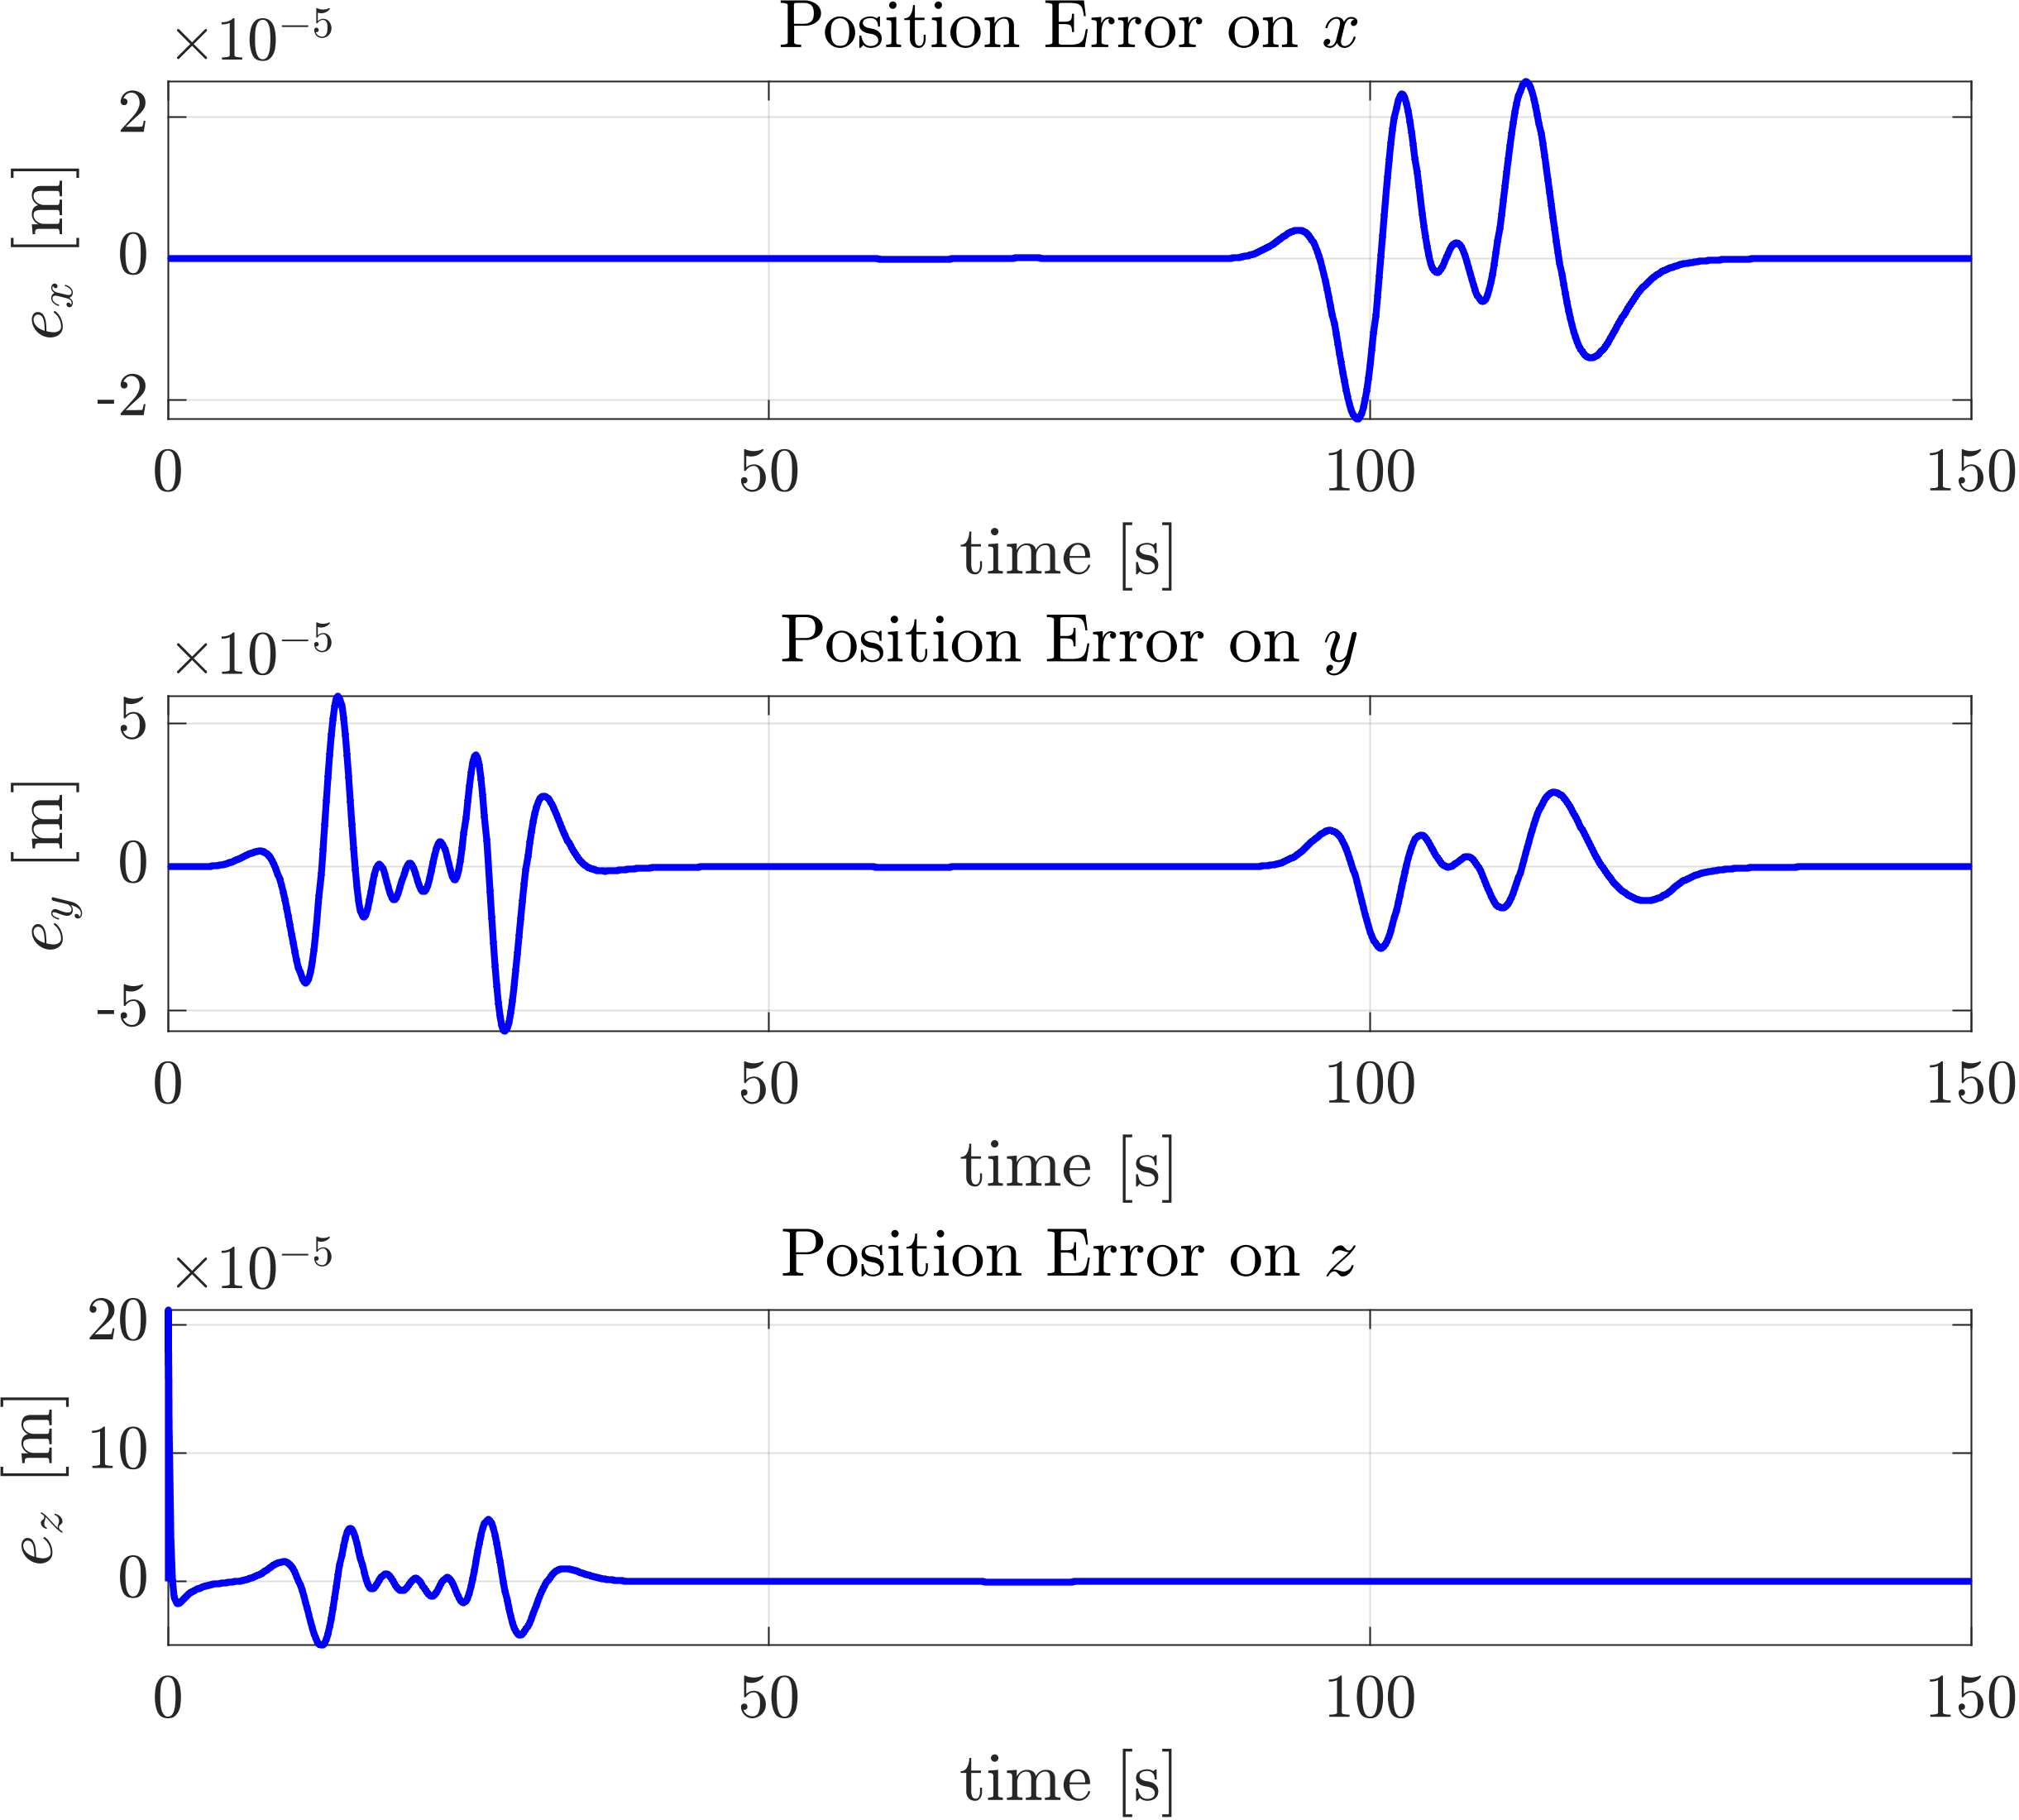 ×10⁻⁵ Position Error on x
2
0
-2
e_x [m]
0 50 100 150
time [s]
×10⁻⁵ Position Error on y
5
0
-5
e_y [m]
0 50 100 150
time [s]
×10⁻⁵ Position Error on z
20
10
0
e_z [m]
0 50 100 150
time [s]